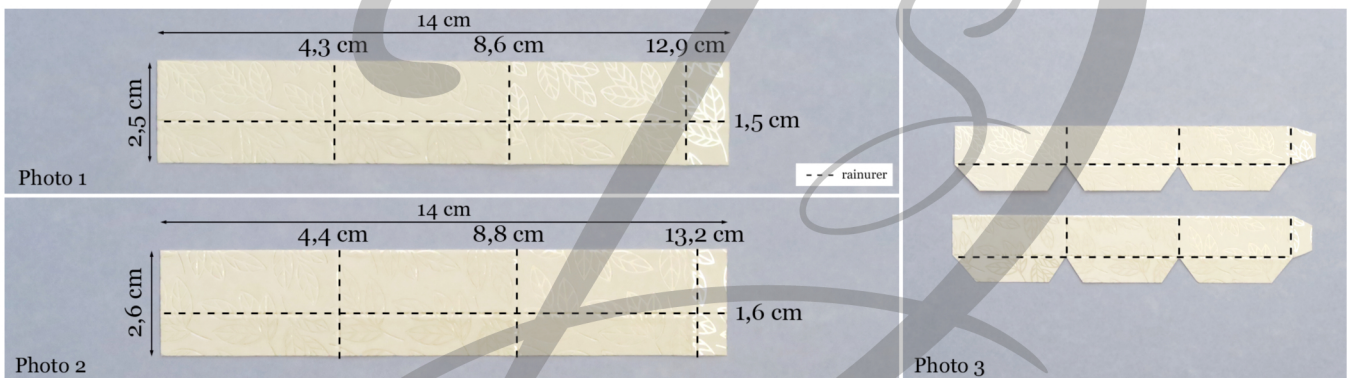 14 cm
4,3 cm 8,6 cm 12,9 cm
2,5 cm
1,5 cm
Photo 1
--- rainurer
14 cm
4,4 cm 8,8 cm 13,2 cm
2,6 cm
1,6 cm
Photo 2
Photo 3